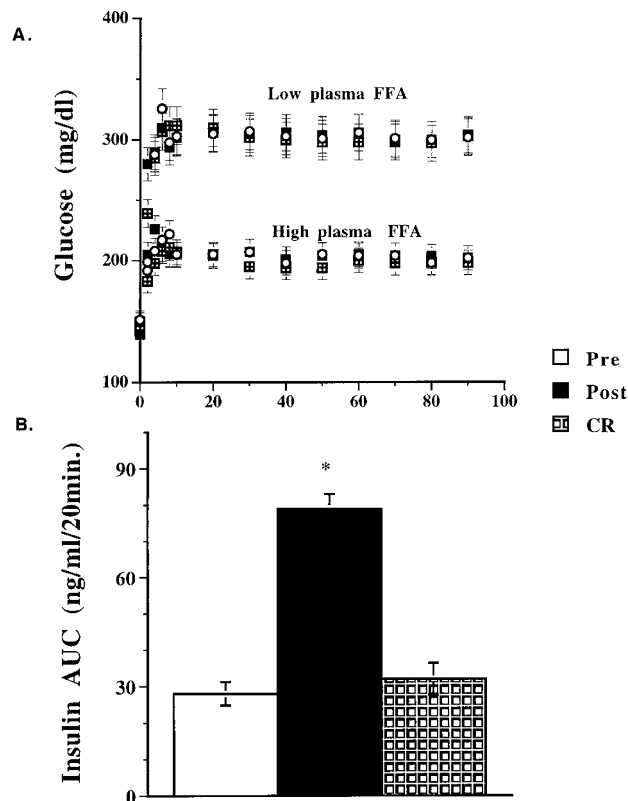 A.
400
Low plasma FFA
300
Glucose (mg/dl)
High plasma FFA
200
100
0 20 40 60 80 100
Pre
Post
CR
B.
90
*
60
Insulin AUC (ng/ml/20min.)
30
0